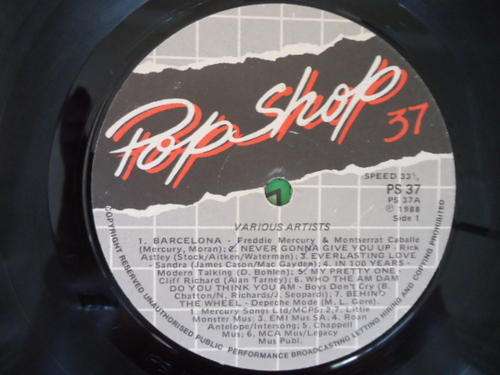 Pop Shop 37
SPEED 33⅓
PS 37
PS 37A
℗ 1988
Side 1
VARIOUS ARTISTS
1. BARCELONA - Freddie Mercury & Montserrat Caballe
(Mercury, Moran); 2. NEVER GONNA GIVE YOU UP - Rick
Astley (Stock/Aitken/Waterman); 3. EVERLASTING LOVE
- Sandra (James Cason/Mac Gayden); 4. IN 100 YEARS -
Modern Talking (D. Bohlen); 5. MY PRETTY ONE -
Cliff Richard (Alan Tarney); 6. WHO THE AM DAM
DO YOU THINK YOU AM - Boys Don't Cry (B.
Chatton/N. Richards/J. Seopardi); 7. BEHIND
THE WHEEL - Depeche Mode (M. L. Gore).
1. Mercury Songs Ltd/MCPS; 2,7. Little
Monster Mus; 3. EMI Mus SA. 4. Roan
Antelope/Intersong; 5. Chappell
Mus; 6. MCA Mus/Legacy
Mus Publ.
COPYRIGHT RESERVED UNAUTHORISED PUBLIC PERFORMANCE BROADCASTING LETTING HIRING AND COPYING PROHIBITED